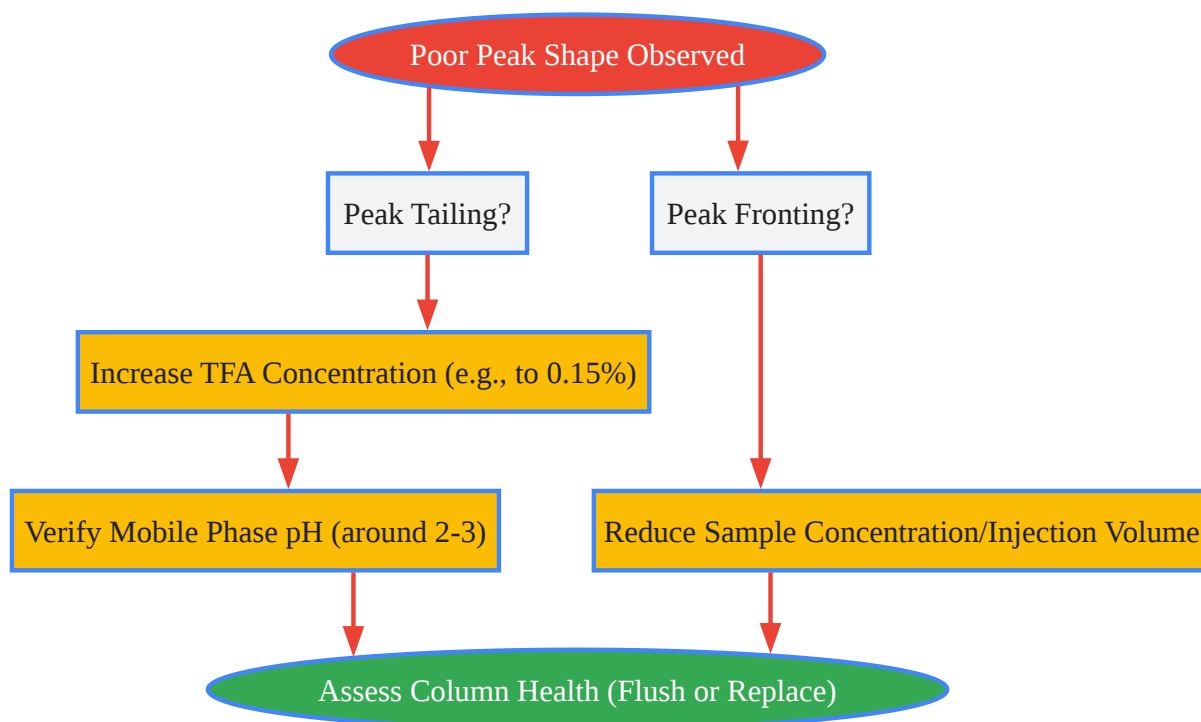 Poor Peak Shape Observed
Peak Tailing?
Peak Fronting?
Increase TFA Concentration (e.g., to 0.15%)
Verify Mobile Phase pH (around 2-3)
Reduce Sample Concentration/Injection Volume
Assess Column Health (Flush or Replace)